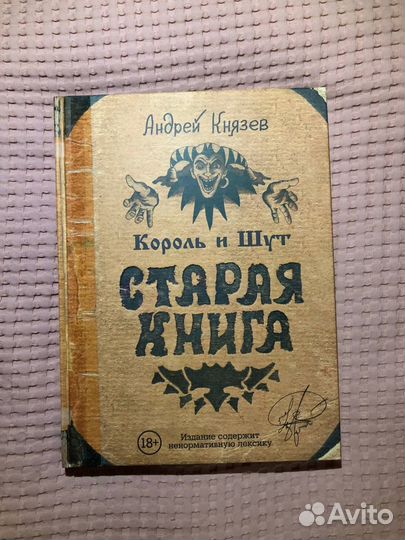 Андрей Князев
Король и Шут
СТАРАЯ
КНИГА
18+
Издание содержит
ненормативную лексику
Avito